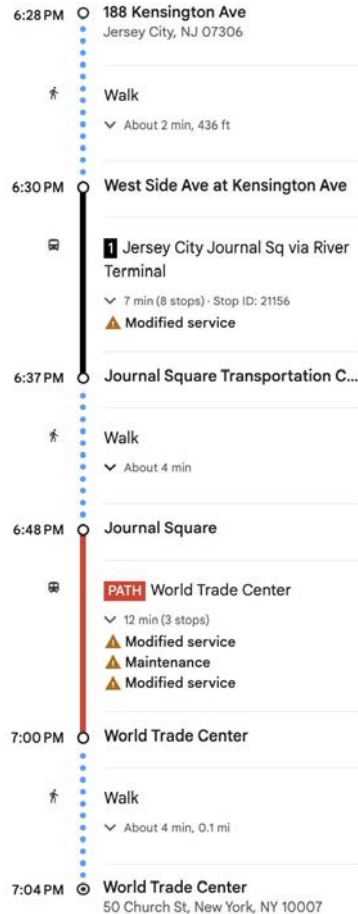 6:28 PM 188 Kensington Ave
Jersey City, NJ 07306
Walk
About 2 min, 436 ft
6:30 PM West Side Ave at Kensington Ave
1 Jersey City Journal Sq via River
Terminal
7 min (8 stops) · Stop ID: 21156
Modified service
6:37 PM Journal Square Transportation C...
Walk
About 4 min
6:48 PM Journal Square
PATH World Trade Center
12 min (3 stops)
Modified service
Maintenance
Modified service
7:00 PM World Trade Center
Walk
About 4 min, 0.1 mi
7:04 PM World Trade Center
50 Church St, New York, NY 10007